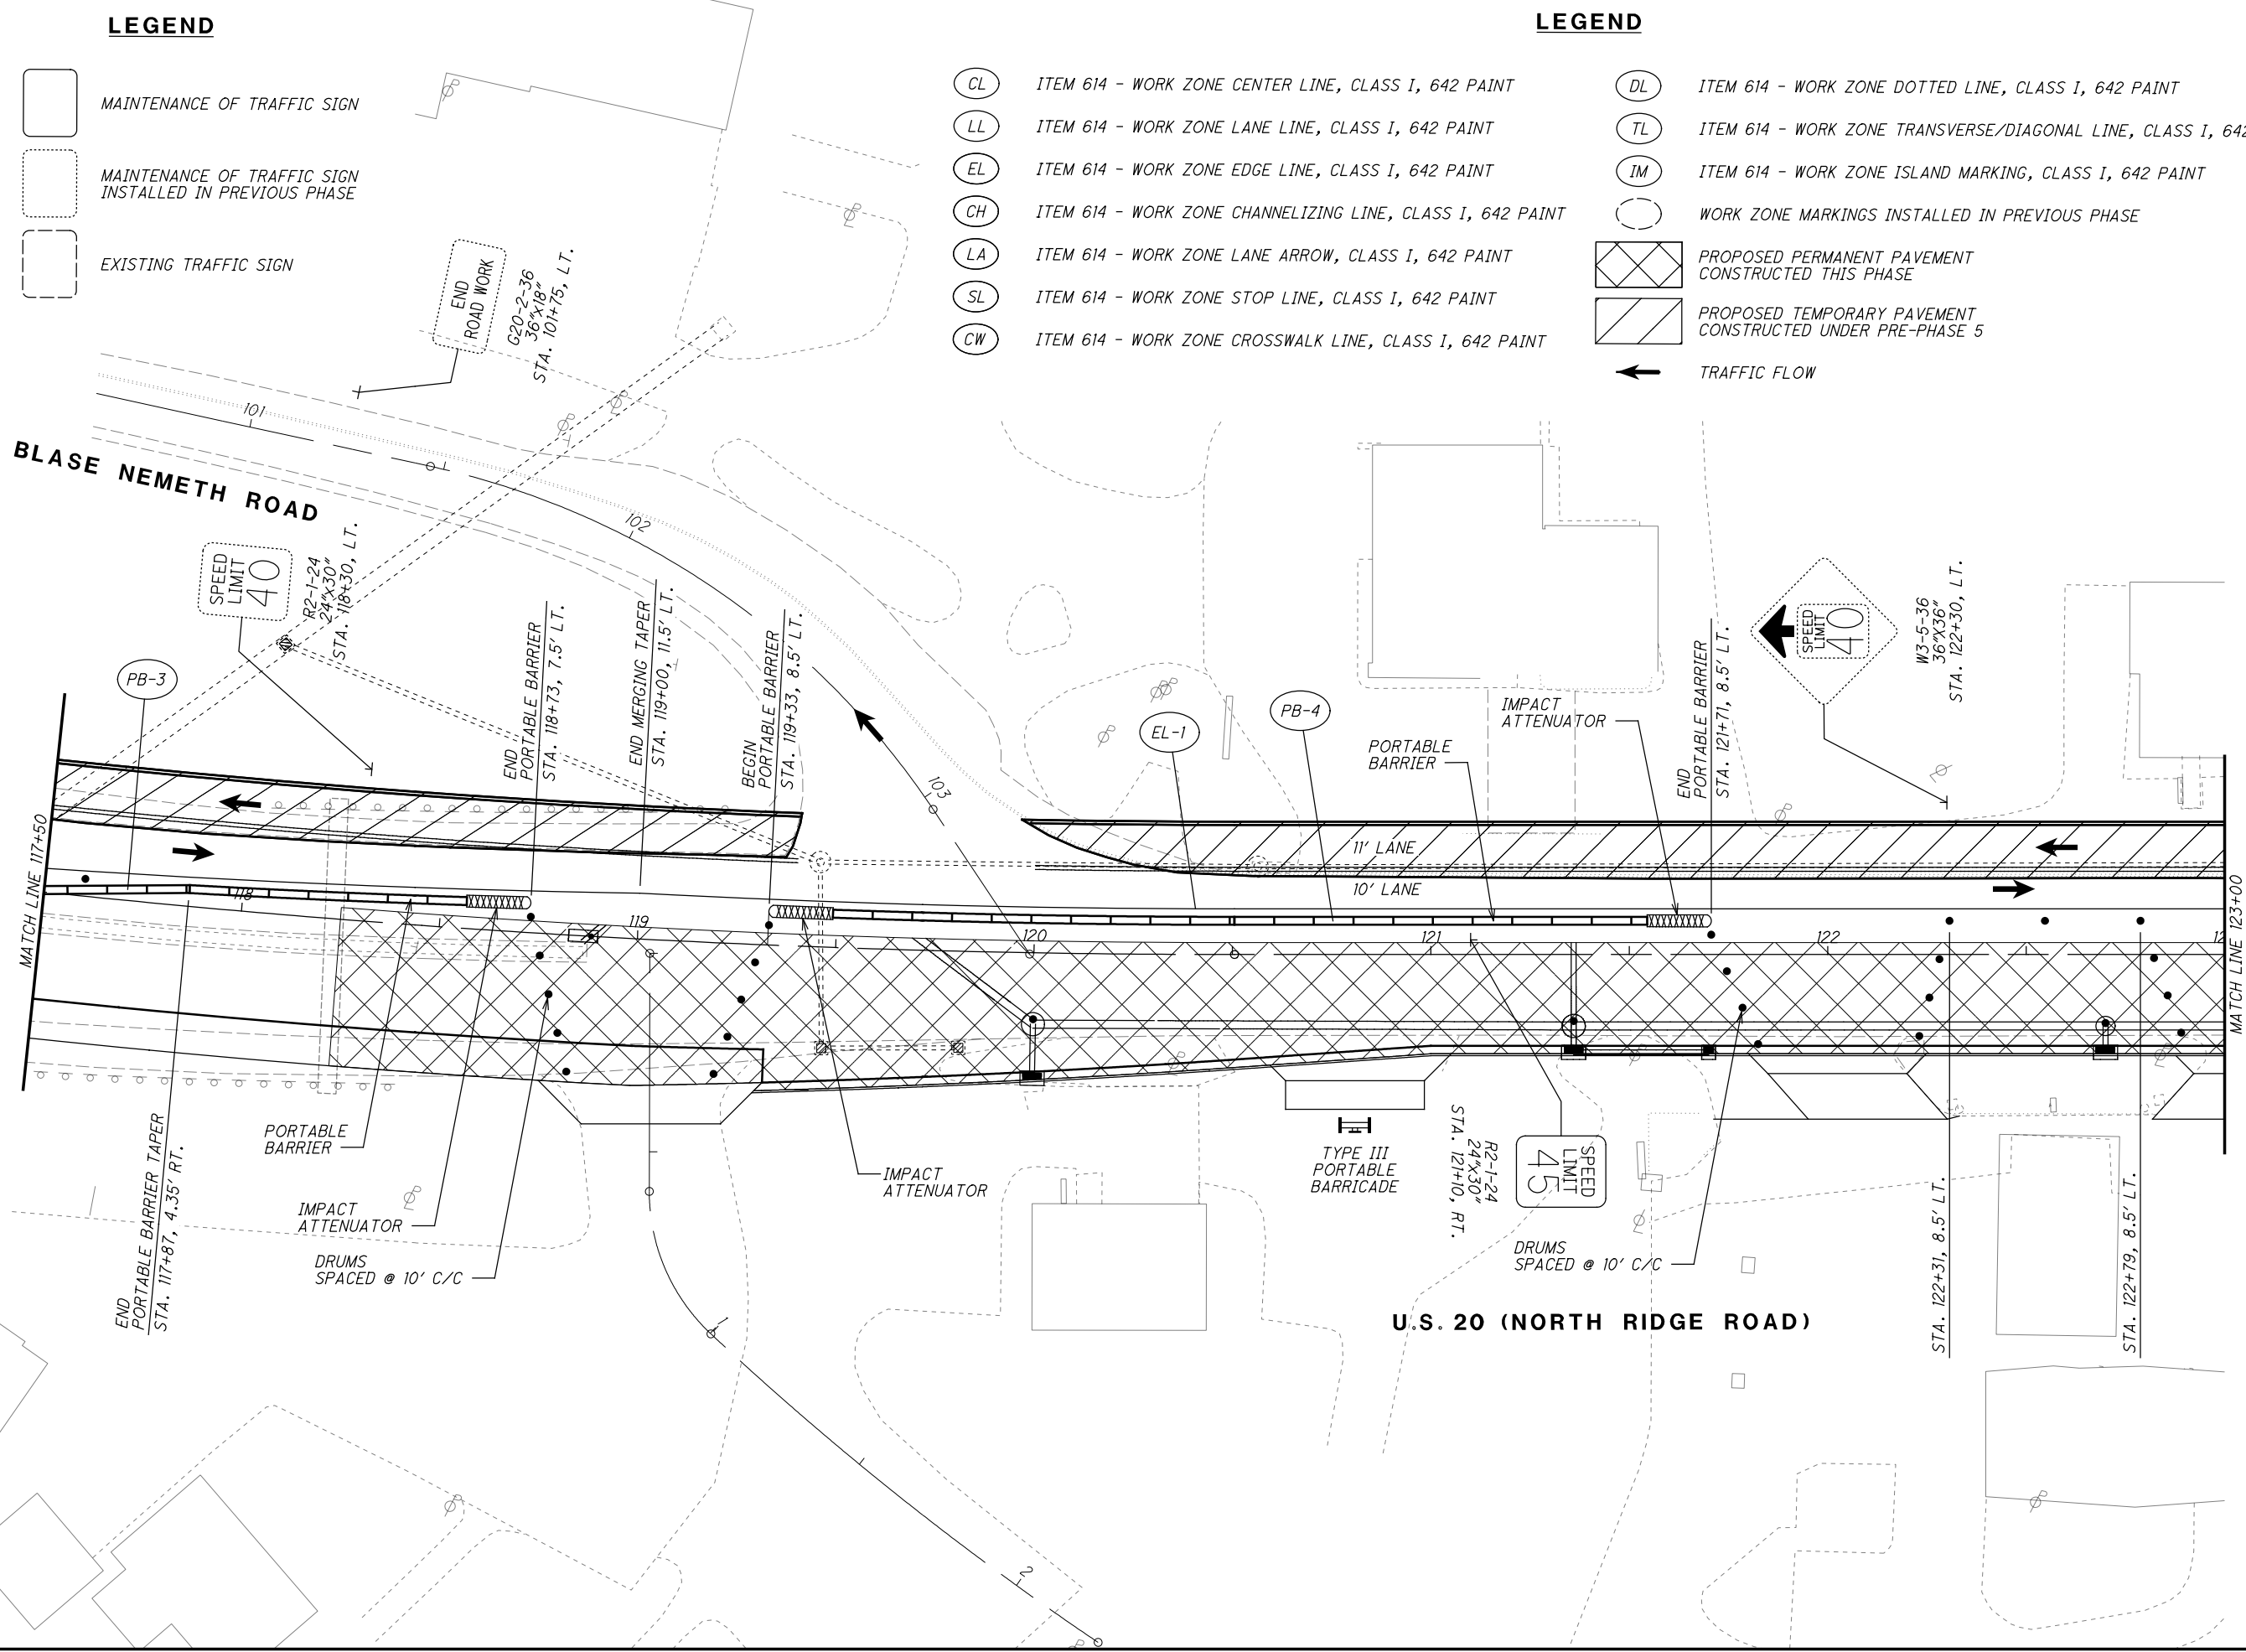 LEGEND
MAINTENANCE OF TRAFFIC SIGN
MAINTENANCE OF TRAFFIC SIGN
INSTALLED IN PREVIOUS PHASE
EXISTING TRAFFIC SIGN
LEGEND
CL ITEM 614 - WORK ZONE CENTER LINE, CLASS I, 642 PAINT
LL ITEM 614 - WORK ZONE LANE LINE, CLASS I, 642 PAINT
EL ITEM 614 - WORK ZONE EDGE LINE, CLASS I, 642 PAINT
CH ITEM 614 - WORK ZONE CHANNELIZING LINE, CLASS I, 642 PAINT
LA ITEM 614 - WORK ZONE LANE ARROW, CLASS I, 642 PAINT
SL ITEM 614 - WORK ZONE STOP LINE, CLASS I, 642 PAINT
CW ITEM 614 - WORK ZONE CROSSWALK LINE, CLASS I, 642 PAINT
DL ITEM 614 - WORK ZONE DOTTED LINE, CLASS I, 642 PAINT
TL ITEM 614 - WORK ZONE TRANSVERSE/DIAGONAL LINE, CLASS I, 642
IM ITEM 614 - WORK ZONE ISLAND MARKING, CLASS I, 642 PAINT
WORK ZONE MARKINGS INSTALLED IN PREVIOUS PHASE
PROPOSED PERMANENT PAVEMENT
CONSTRUCTED THIS PHASE
PROPOSED TEMPORARY PAVEMENT
CONSTRUCTED UNDER PRE-PHASE 5
TRAFFIC FLOW
END
ROAD WORK
G20-2-36
36"x18"
STA. 101+75, LT.
101
BLASE NEMETH ROAD
102
103
SPEED
LIMIT
40
R2-1-24
24"x30"
STA. 118+30, LT.
PB-3
END
PORTABLE BARRIER
STA. 118+73, 7.5' LT.
END MERGING TAPER
STA. 119+00, 11.5' LT.
BEGIN
PORTABLE BARRIER
STA. 119+33, 8.5' LT.
EL-1
PB-4
PORTABLE
BARRIER
IMPACT
ATTENUATOR
END
PORTABLE BARRIER
STA. 121+71, 8.5' LT.
SPEED
LIMIT
40
W3-5-36
36"X36"
STA. 122+30, LT.
11' LANE
10' LANE
MATCH LINE 117+50
118
119
120
121
122
12
MATCH LINE 123+00
END
PORTABLE BARRIER TAPER
STA. 117+87, 4.35' RT.
PORTABLE
BARRIER
IMPACT
ATTENUATOR
DRUMS
SPACED @ 10' C/C
IMPACT
ATTENUATOR
TYPE III
PORTABLE
BARRICADE
R2-1-24
24"x30"
STA. 121+10, RT.
SPEED
LIMIT
45
DRUMS
SPACED @ 10' C/C
STA. 122+31, 8.5' LT.
STA. 122+79, 8.5' LT.
U.S. 20 (NORTH RIDGE ROAD)
1
2